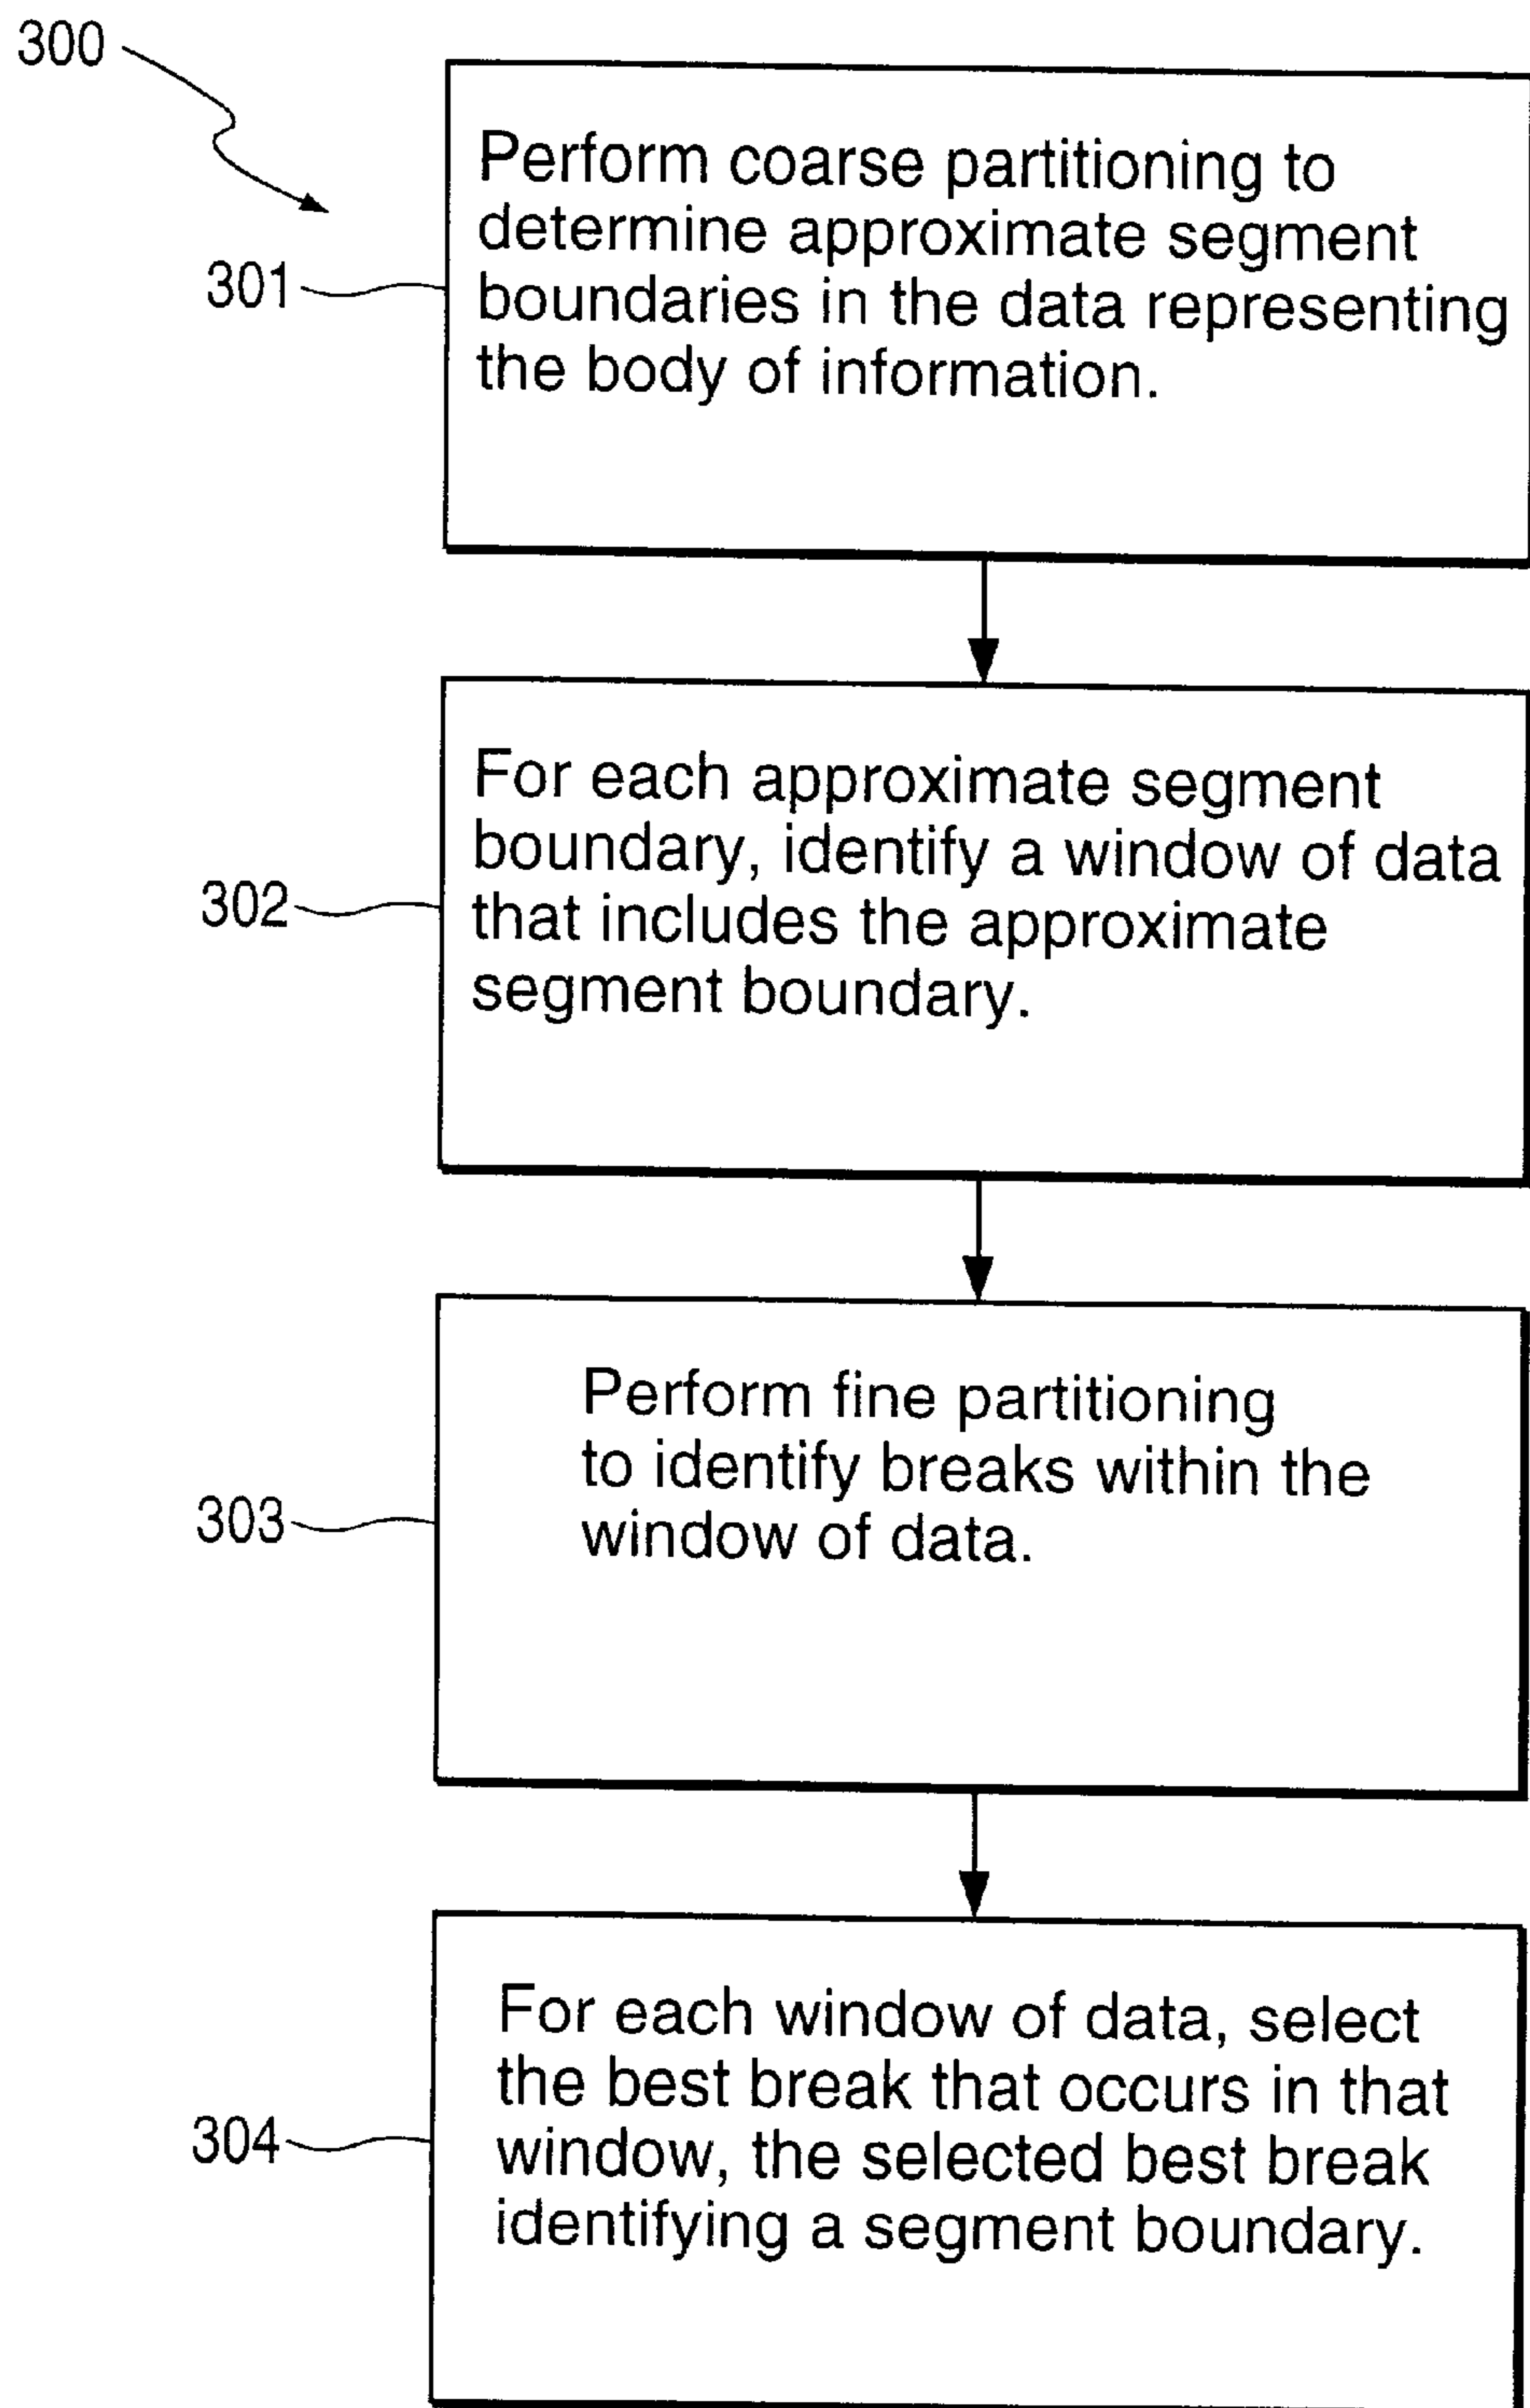 300
301
Perform coarse partitioning to
determine approximate segment
boundaries in the data representing
the body of information.
302
For each approximate segment
boundary, identify a window of data
that includes the approximate
segment boundary.
303
Perform fine partitioning
to identify breaks within the
window of data.
304
For each window of data, select
the best break that occurs in that
window, the selected best break
identifying a segment boundary.